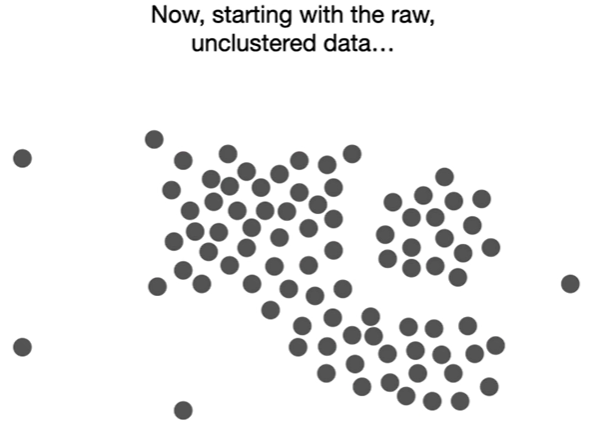 Now, starting with the raw,
unclustered data…